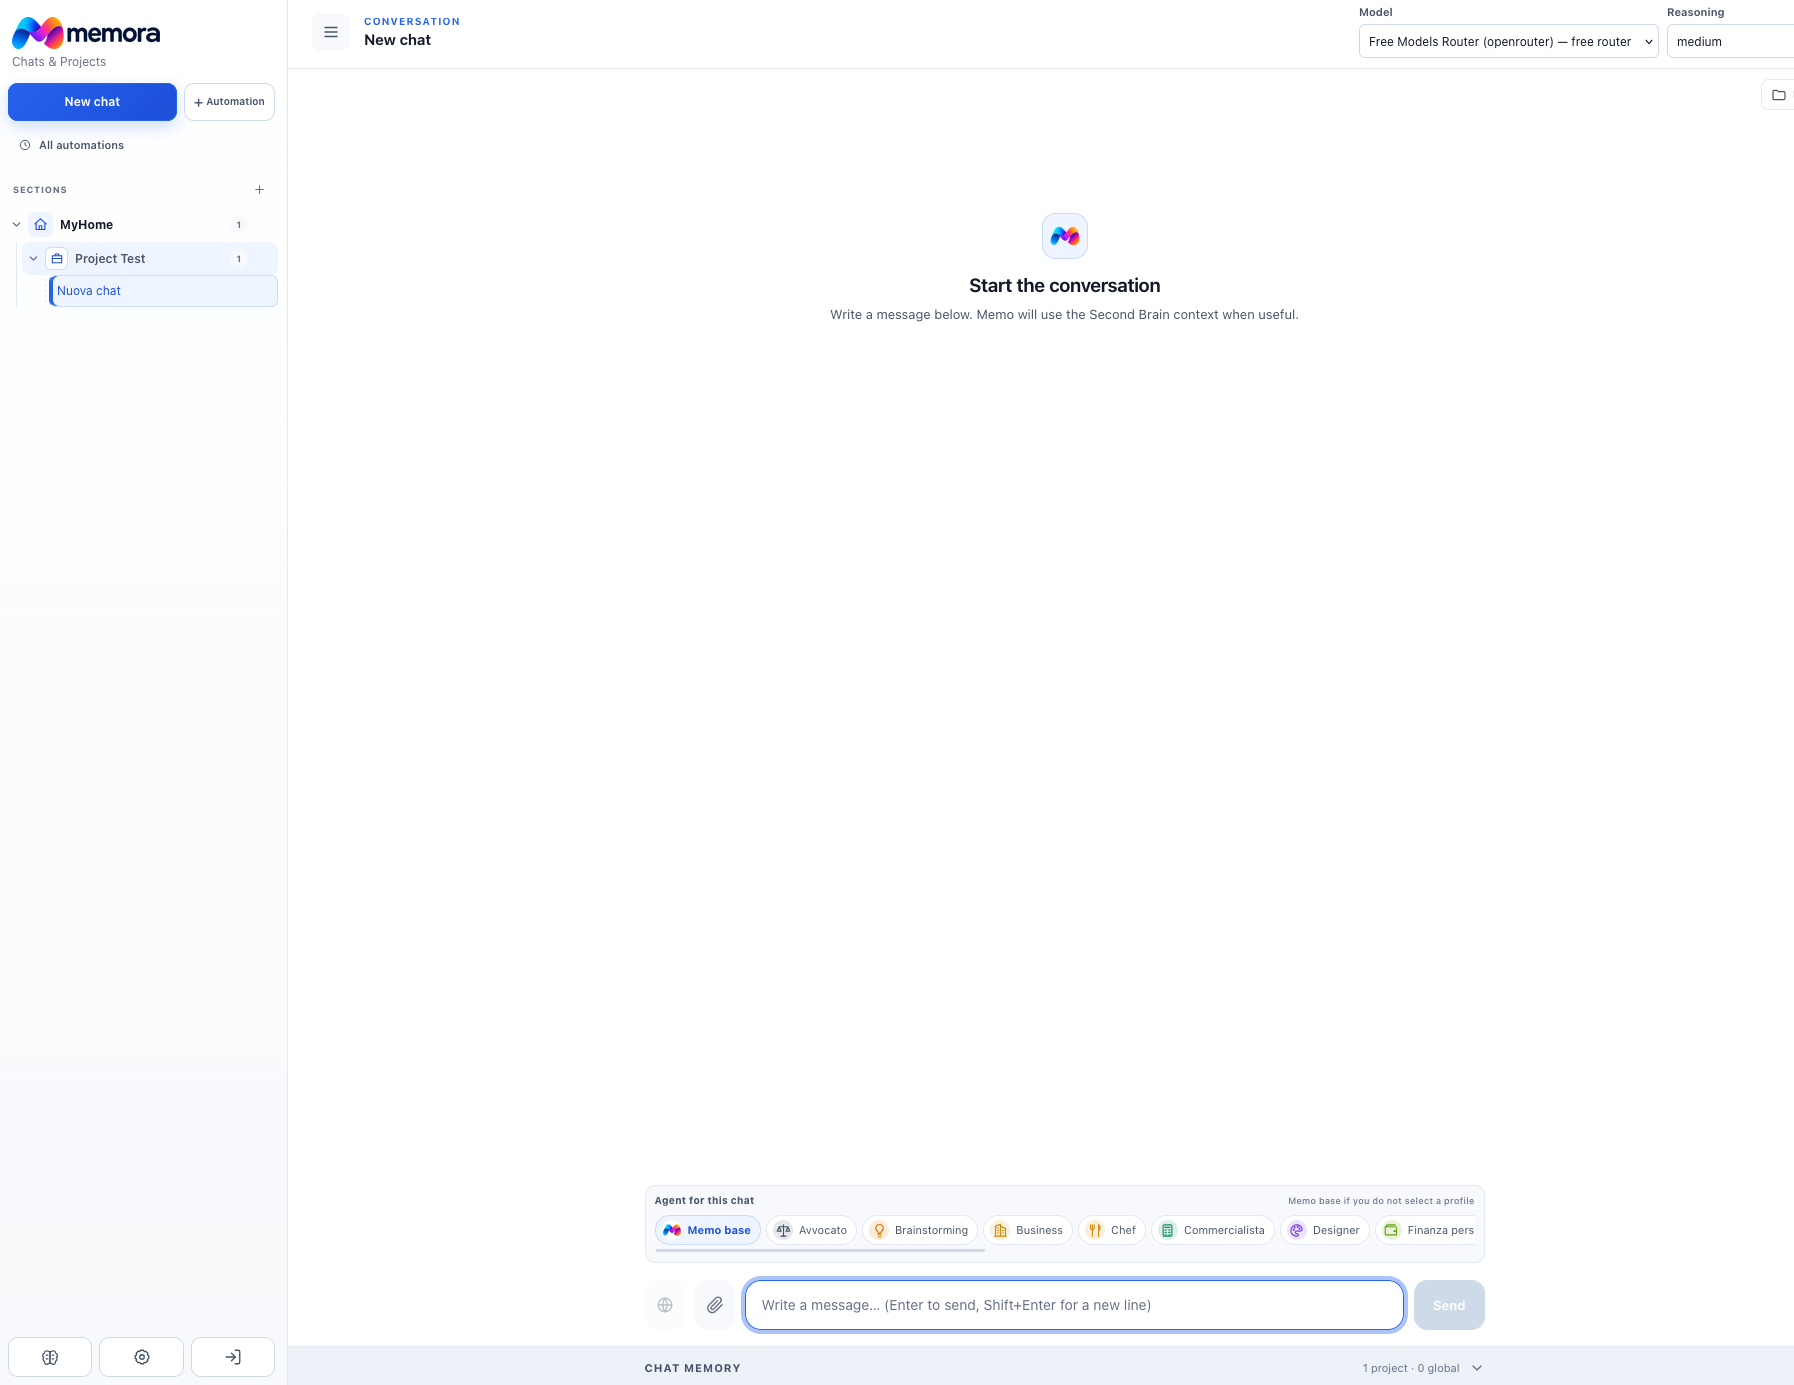 memora
Chats & Projects
New chat
+ Automation
All automations
SECTIONS
MyHome 1
Project Test 1
Nuova chat
CONVERSATION
New chat
Model
Free Models Router (openrouter) — free router
Reasoning
medium
Start the conversation
Write a message below. Memo will use the Second Brain context when useful.
Agent for this chat
Memo base if you do not select a profile
Memo base
Avvocato
Brainstorming
Business
Chef
Commercialista
Designer
Finanza pers
Write a message... (Enter to send, Shift+Enter for a new line)
Send
CHAT MEMORY
1 project · 0 global